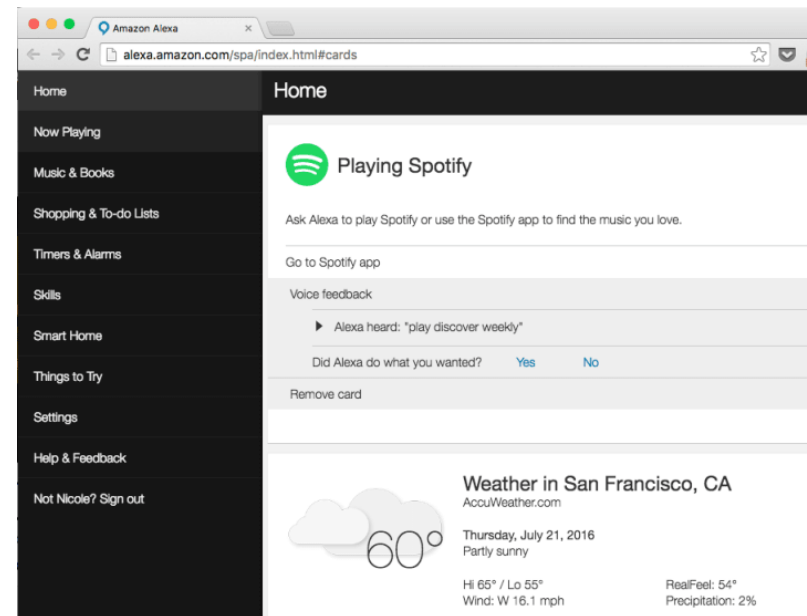 Amazon Alexa
alexa.amazon.com/spa/index.html#cards
Home
Now Playing
Music & Books
Shopping & To-do Lists
Timers & Alarms
Skills
Smart Home
Things to Try
Settings
Help & Feedback
Not Nicole? Sign out
Home
Playing Spotify
Ask Alexa to play Spotify or use the Spotify app to find the music you love.
Go to Spotify app
Voice feedback
Alexa heard: "play discover weekly"
Did Alexa do what you wanted? Yes No
Remove card
60°
Weather in San Francisco, CA
AccuWeather.com
Thursday, July 21, 2016
Partly sunny
Hi 65° / Lo 55° RealFeel: 54°
Wind: W 16.1 mph Precipitation: 2%